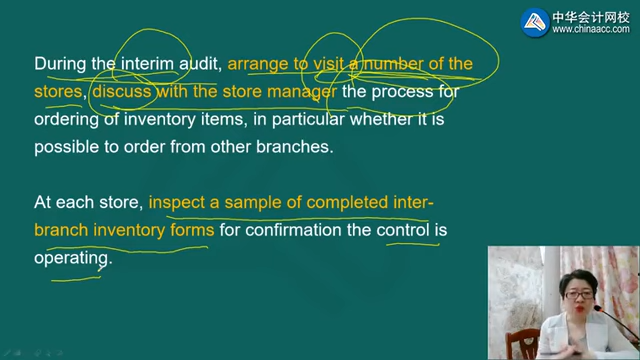 中华会计网校
www.chinaacc.com
During the interim audit, arrange to visit a number of the
stores, discuss with the store manager the process for
ordering of inventory items, in particular whether it is
possible to order from other branches.
At each store, inspect a sample of completed inter-
branch inventory forms for confirmation the control is
operating.